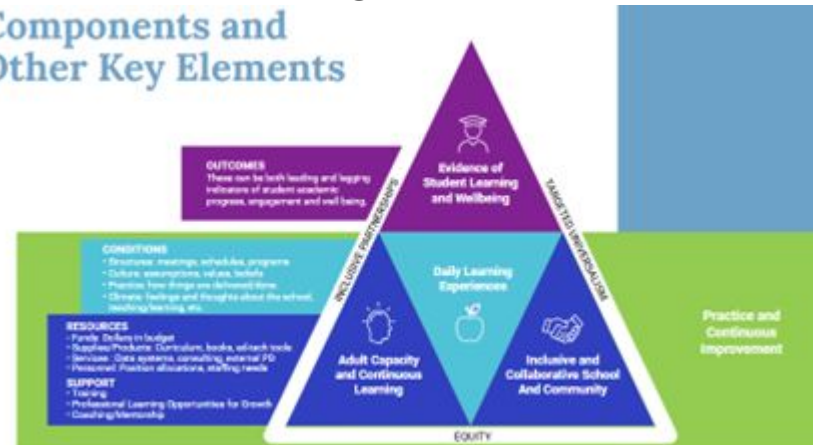 Components and
Other Key Elements
OUTCOMES
These can be both leading and lagging
indicators of student academic
progress, engagement and well being.
CONDITIONS
• Structures: meetings, schedules, programs
• Culture: assumptions, values, beliefs
• Practice: how things are delivered/done
• Climate: feelings and thoughts about the school,
teaching/learning, etc.
RESOURCES
• Funds: Dollars in budget
• Supplies/Products: Curriculum, books, ed-tech tools
• Services: Data systems, consulting, external PD
• Personnel: Position allocations, staffing needs
SUPPORT
• Training
• Professional Learning Opportunities for Growth
• Coaching/Mentorship
INCLUSIVE PARTNERSHIPS
TARGETED UNIVERSALISM
Evidence of
Student Learning
and Wellbeing
Daily Learning
Experiences
Adult Capacity
and Continuous
Learning
Inclusive and
Collaborative School
And Community
EQUITY
Practice and
Continuous
Improvement